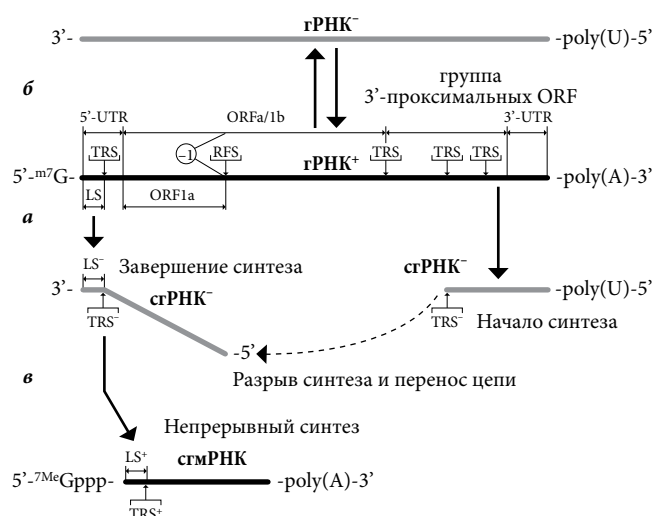 гРНК⁻
3’- -poly(U)-5’
б
группа
3’-проксимальных ORF
5’-UTR ORFa/1b 3’-UTR
TRS –1 RFS гРНК⁺ TRS TRS TRS
5’-ᵐ⁷G- -poly(A)-3’
а LS ORF1a
LS⁻ Завершение синтеза сгРНК⁻
3’- сгРНК⁻ -poly(U)-5’
TRS⁻ TRS⁻ Начало синтеза
-5’
в Разрыв синтеза и перенос цепи
Непрерывный синтез
LS⁺ сгмРНК
5’-⁷ᴹᵉGppp- -poly(A)-3’
TRS⁺